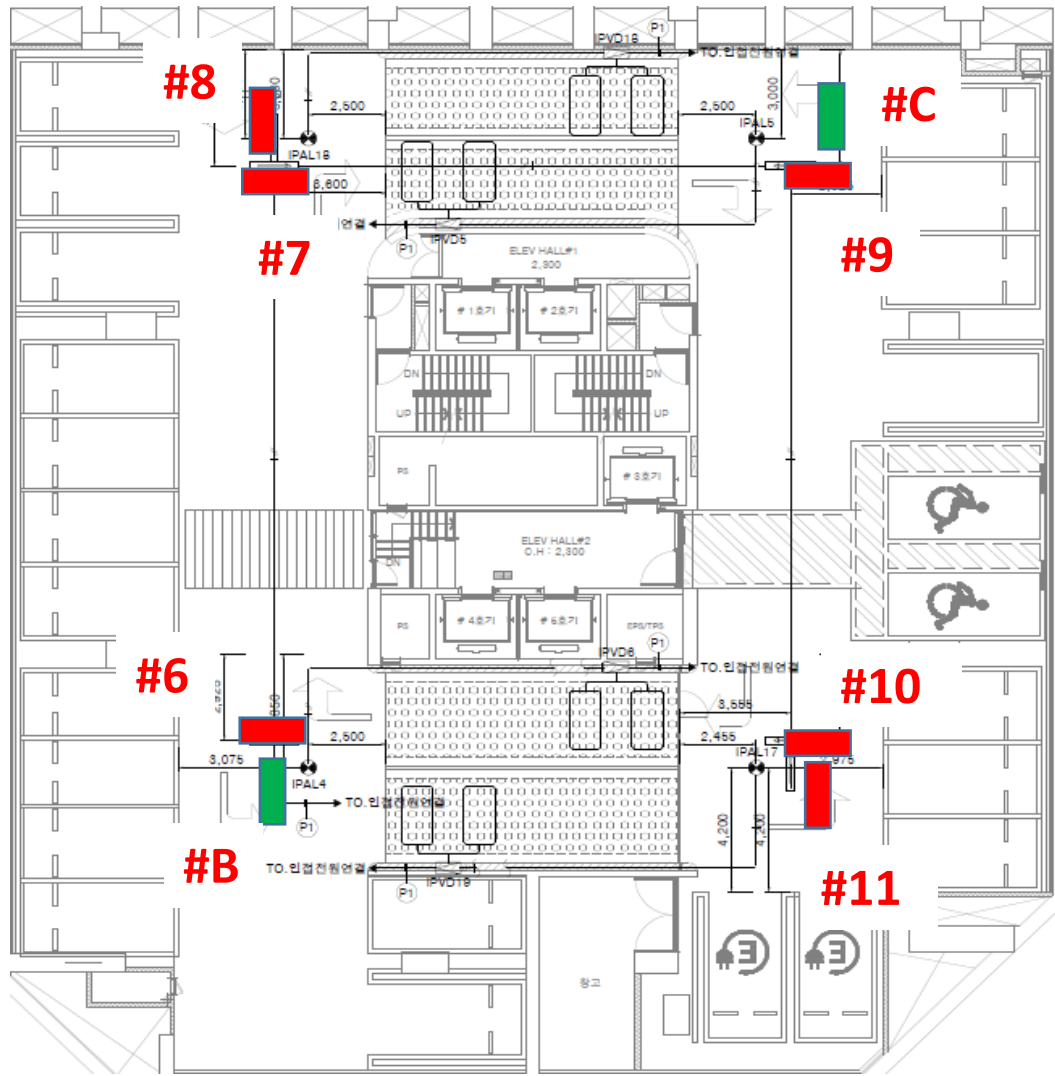 IPVD18
P1
TO.인접전원연결
#8
2,500
2,500
3,000
#C
IPAL18
IPAL5
3,600
연결
P1
IPVD5
#7
#9
ELEV HALL#1
2,300
# 1호기
# 2호기
DN
DN
UP
UP
PS
# 3호기
ELEV HALL#2
O.H : 2,300
DN
PS
# 4호기
# 5호기
EPS/TPS
P1
IPVD6
TO.인접전원연결
#6
#10
2,925
3,555
2,500
2,455
3,075
IPAL4
IPAL17
TO.인접전원연결
P1
4,200
4,200
#B
TO.인접전원연결
P1
IPVD19
#11
창고